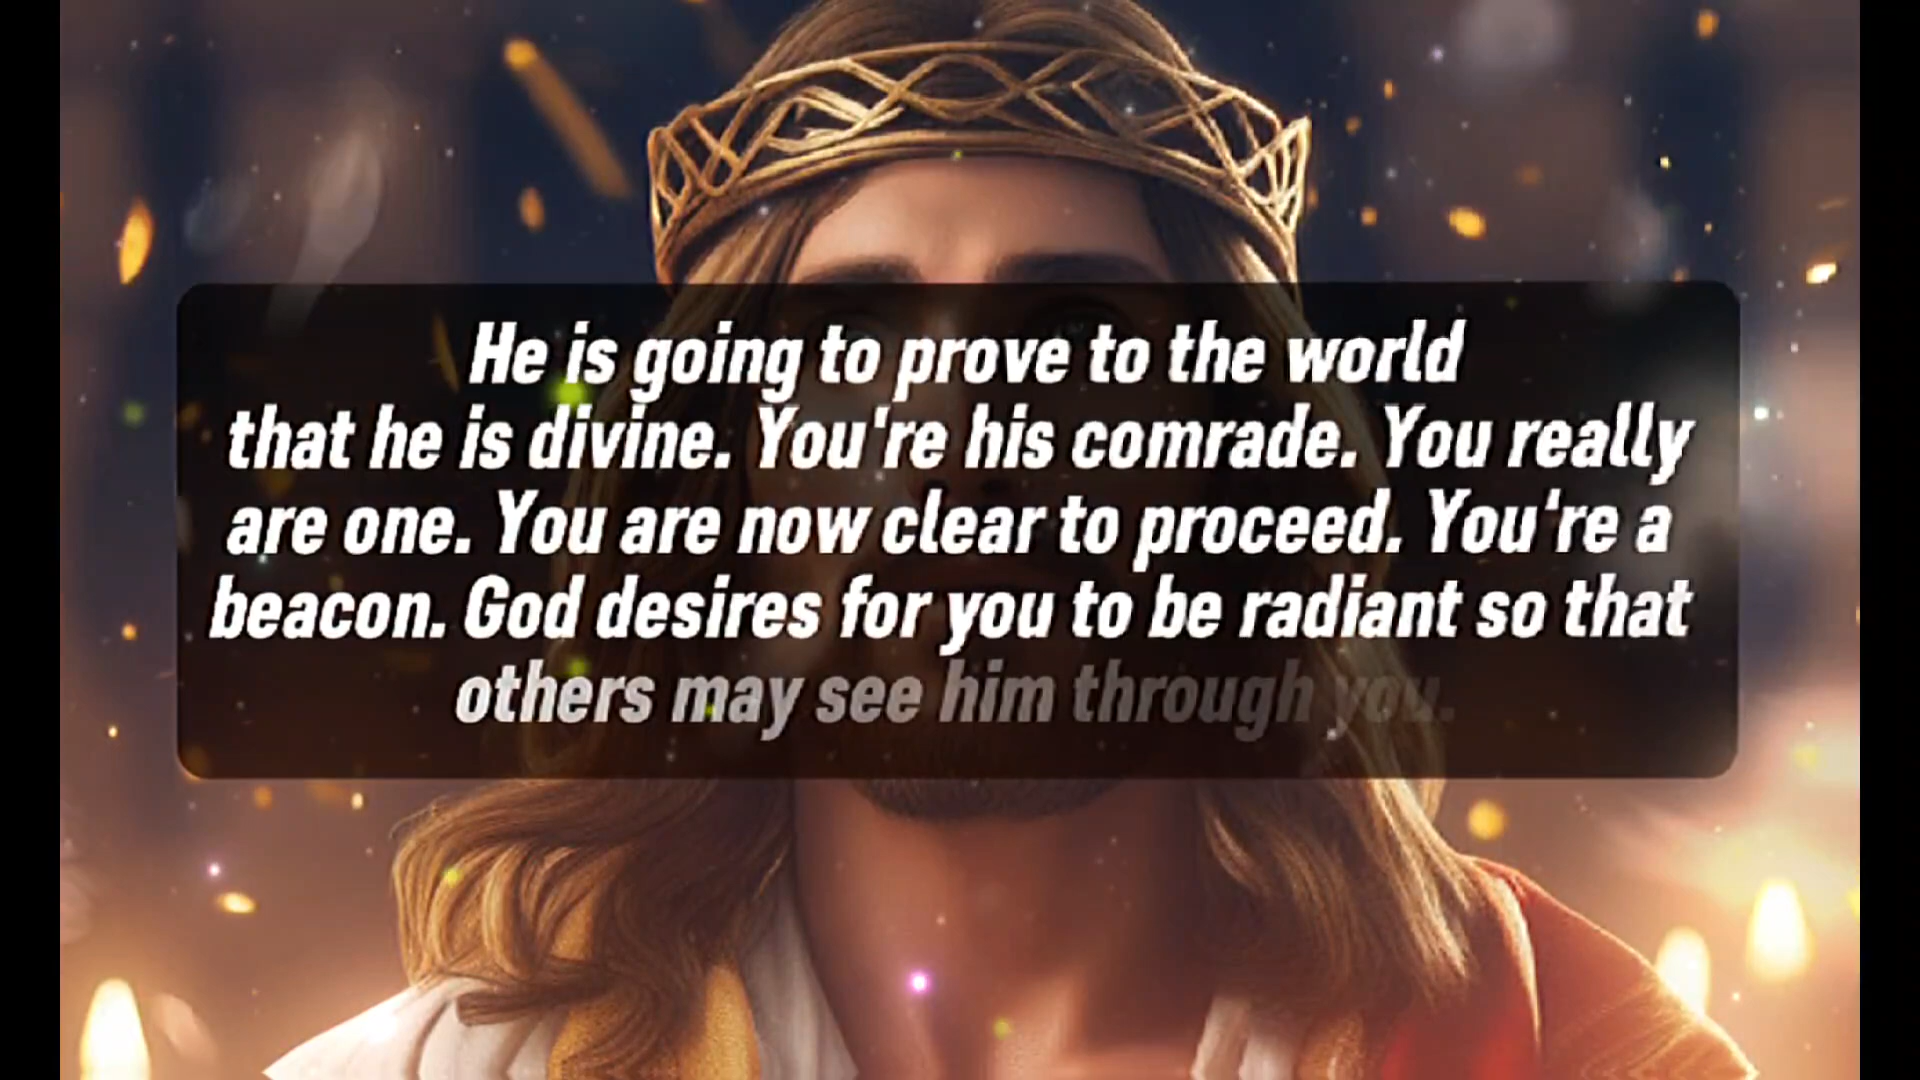 He is going to prove to the world
that he is divine. You're his comrade. You really
are one. You are now clear to proceed. You're a
beacon. God desires for you to be radiant so that
others may see him through you.